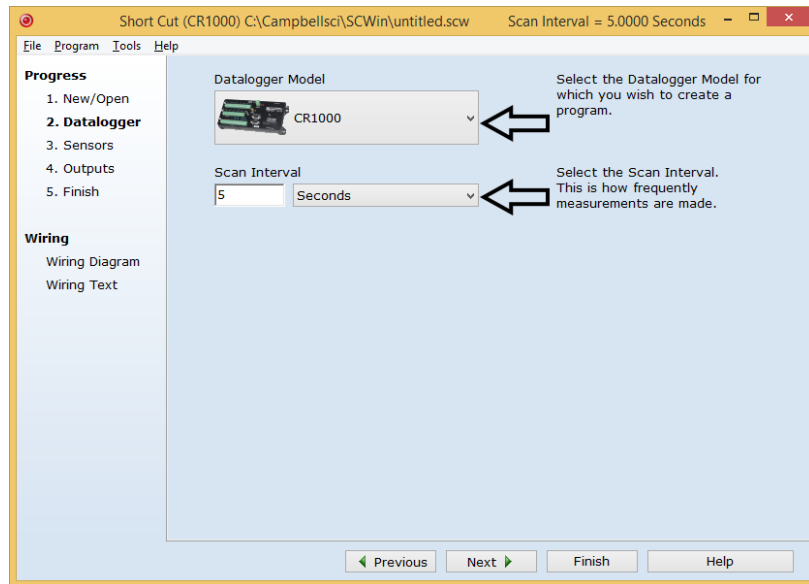 Short Cut (CR1000) C:\Campbellsci\SCWin\untitled.scw Scan Interval = 5.0000 Seconds
File Program Tools Help
Progress
1. New/Open
2. Datalogger
3. Sensors
4. Outputs
5. Finish
Wiring
Wiring Diagram
Wiring Text
Datalogger Model
CR1000
Select the Datalogger Model for
which you wish to create a
program.
Scan Interval
5 Seconds
Select the Scan Interval.
This is how frequently
measurements are made.
Previous Next Finish Help